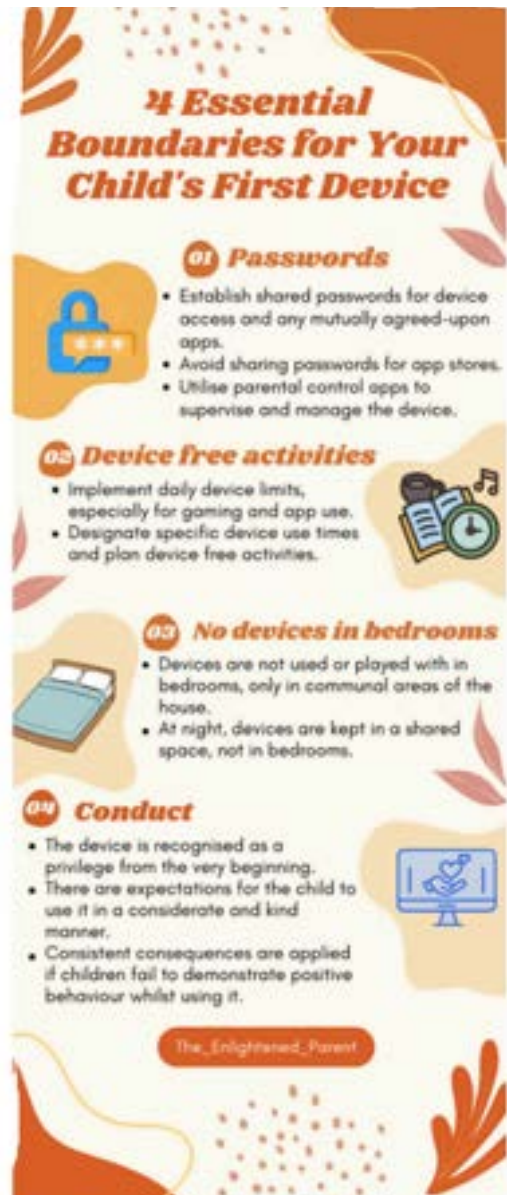 4 Essential
Boundaries for Your
Child's First Device
01 Passwords
• Establish shared passwords for device
access and any mutually agreed-upon
apps.
• Avoid sharing passwords for app stores.
• Utilise parental control apps to
supervise and manage the device.
02 Device free activities
• Implement daily device limits,
especially for gaming and app use.
• Designate specific device use times
and plan device free activities.
03 No devices in bedrooms
• Devices are not used or played with in
bedrooms, only in communal areas of the
house.
• At night, devices are kept in a shared
space, not in bedrooms.
04 Conduct
• The device is recognised as a
privilege from the very beginning.
• There are expectations for the child to
use it in a considerate and kind
manner.
• Consistent consequences are applied
if children fail to demonstrate positive
behaviour whilst using it.
The_Enlightened_Parent